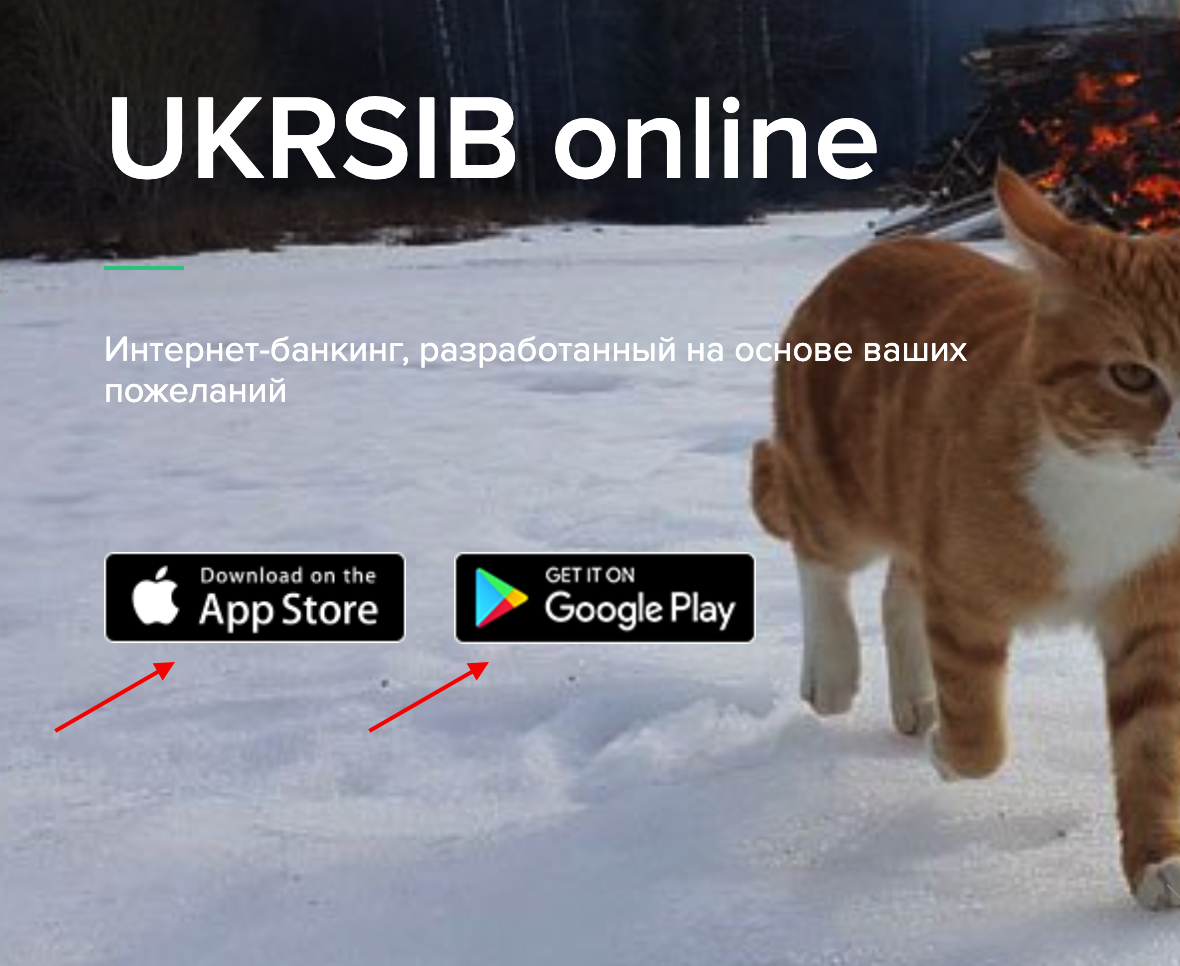 UKRSIB online
Интернет-банкинг, разработанный на основе ваших
пожеланий
Download on the
App Store
GET IT ON
Google Play